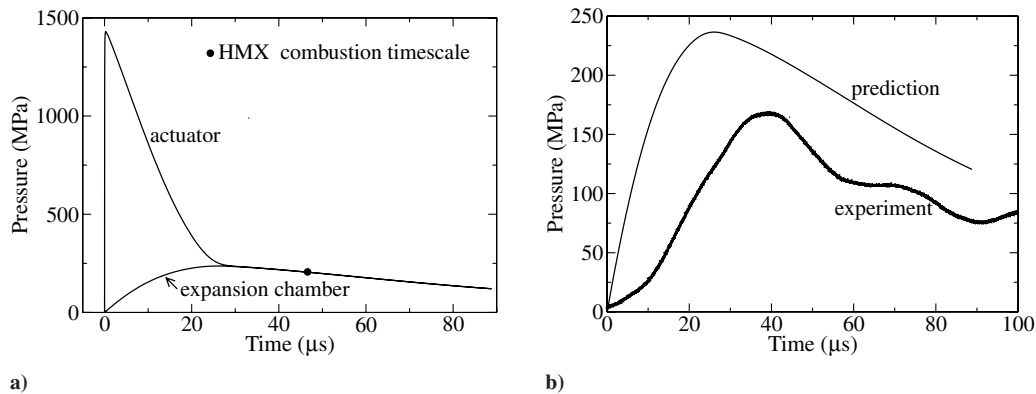 1500
1000
500
0
0
20
40
60
80
Pressure (MPa)
Time (μs)
HMX combustion timescale
actuator
expansion chamber
a)
250
200
150
100
50
0
0
20
40
60
80
100
Pressure (MPa)
Time (μs)
prediction
experiment
b)